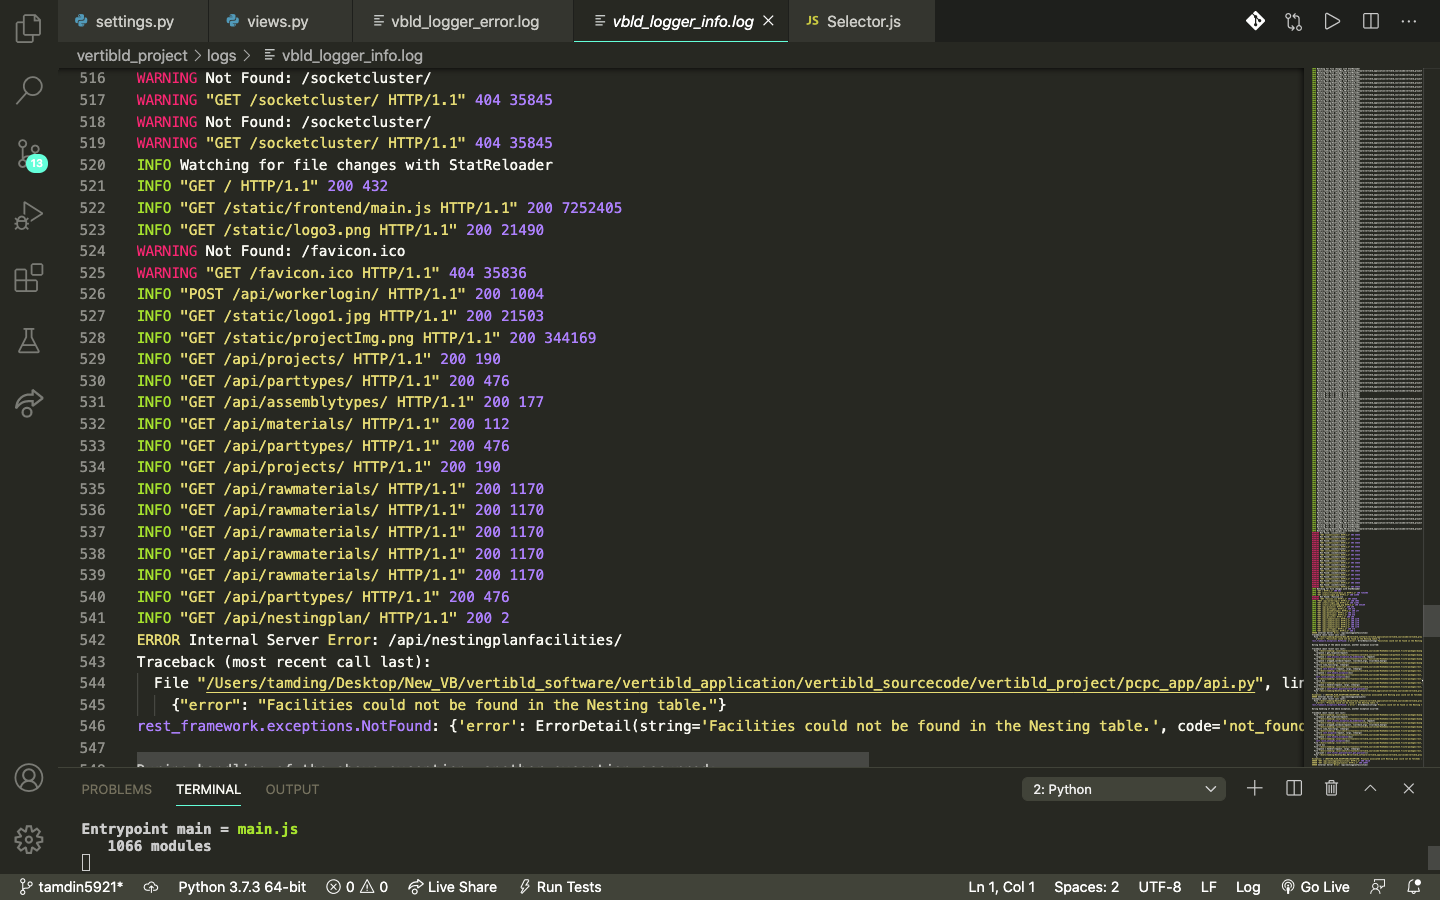 settings.py
views.py
vbld_logger_error.log
vbld_logger_info.log
JS Selector.js
vertibld_project > logs > vbld_logger_info.log
516 WARNING Not Found: /socketcluster/
517 WARNING "GET /socketcluster/ HTTP/1.1" 404 35845
518 WARNING Not Found: /socketcluster/
519 WARNING "GET /socketcluster/ HTTP/1.1" 404 35845
520 INFO Watching for file changes with StatReloader
521 INFO "GET / HTTP/1.1" 200 432
522 INFO "GET /static/frontend/main.js HTTP/1.1" 200 7252405
523 INFO "GET /static/logo3.png HTTP/1.1" 200 21490
524 WARNING Not Found: /favicon.ico
525 WARNING "GET /favicon.ico HTTP/1.1" 404 35836
526 INFO "POST /api/workerlogin/ HTTP/1.1" 200 1004
527 INFO "GET /static/logo1.jpg HTTP/1.1" 200 21503
528 INFO "GET /static/projectImg.png HTTP/1.1" 200 344169
529 INFO "GET /api/projects/ HTTP/1.1" 200 190
530 INFO "GET /api/parttypes/ HTTP/1.1" 200 476
531 INFO "GET /api/assemblytypes/ HTTP/1.1" 200 177
532 INFO "GET /api/materials/ HTTP/1.1" 200 112
533 INFO "GET /api/parttypes/ HTTP/1.1" 200 476
534 INFO "GET /api/projects/ HTTP/1.1" 200 190
535 INFO "GET /api/rawmaterials/ HTTP/1.1" 200 1170
536 INFO "GET /api/rawmaterials/ HTTP/1.1" 200 1170
537 INFO "GET /api/rawmaterials/ HTTP/1.1" 200 1170
538 INFO "GET /api/rawmaterials/ HTTP/1.1" 200 1170
539 INFO "GET /api/rawmaterials/ HTTP/1.1" 200 1170
540 INFO "GET /api/parttypes/ HTTP/1.1" 200 476
541 INFO "GET /api/nestingplan/ HTTP/1.1" 200 2
542 ERROR Internal Server Error: /api/nestingplanfacilities/
543 Traceback (most recent call last):
544 File "/Users/tamding/Desktop/New_VB/vertibld_software/vertibld_application/vertibld_sourcecode/vertibld_project/pcpc_app/api.py", lin
545 {"error": "Facilities could not be found in the Nesting table."}
546 rest_framework.exceptions.NotFound: {'error': ErrorDetail(string='Facilities could not be found in the Nesting table.', code='not_found
547
13
PROBLEMS TERMINAL OUTPUT
2: Python
Entrypoint main = main.js
1066 modules
tamdin5921* Python 3.7.3 64-bit 0 0 Live Share Run Tests Ln 1, Col 1 Spaces: 2 UTF-8 LF Log Go Live